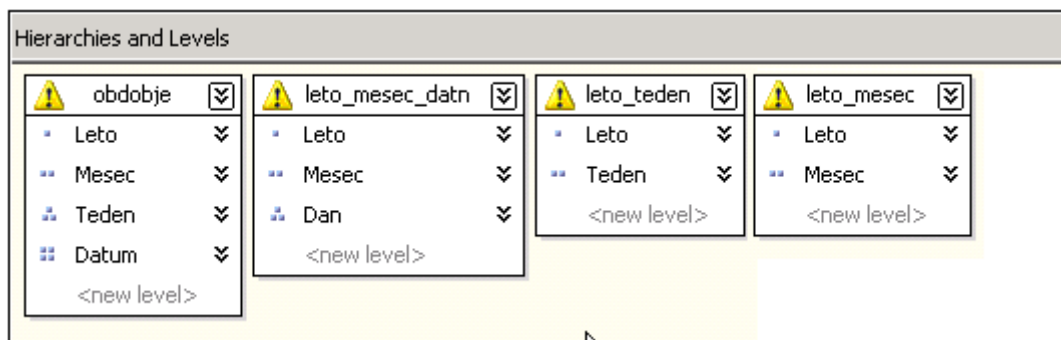 Hierarchies and Levels
obdobje
Leto
Mesec
Teden
Datum
<new level>
leto_mesec_datn
Leto
Mesec
Dan
<new level>
leto_teden
Leto
Teden
<new level>
leto_mesec
Leto
Mesec
<new level>